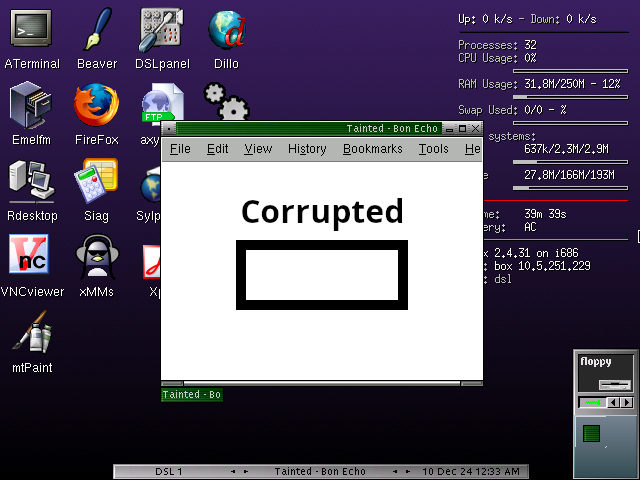 ATerminal
Beaver
DSLpanel
Dillo
Emelfm
FireFox
FTP
axy
Rdesktop
Siag
Sylp
VNCviewer
xMMs
Xp
mtPaint
Up: 0 k/s - Down: 0 k/s
Processes: 32
CPU Usage: 0%
RAM Usage: 31.8M/250M - 12%
Swap Used: 0/0 - %
systems:
637k/2.3M/2.9M
27.8M/166M/193M
me: 39m 39s
ery: AC
x 2.4.31 on i686
: box 10.5.251.229
: dsl
Tainted - Bon Echo
File Edit View History Bookmarks Tools He
Corrupted
Tainted - Bo
floppy
DSL 1
Tainted - Bon Echo
10 Dec 24 12:33 AM